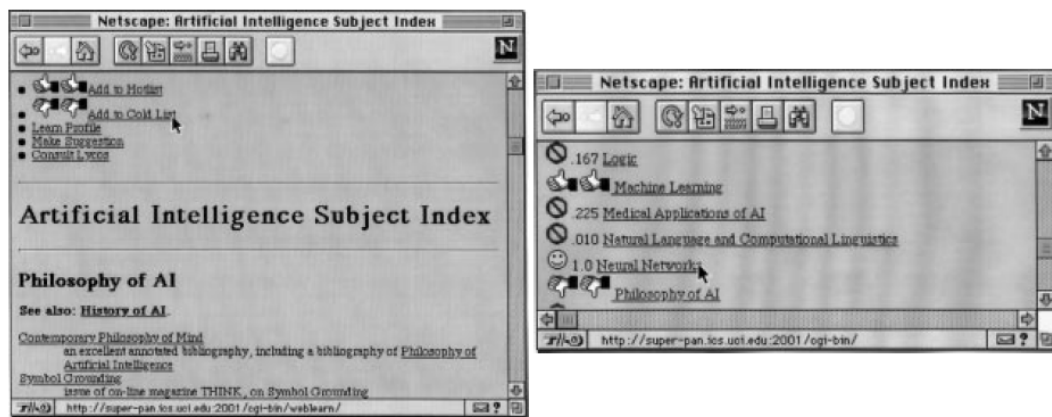 Netscape: Artificial Intelligence Subject Index
N
Add to Hotlist
Add to Cold List
Learn Profile
Make Suggestion
Consult Lycos
Artificial Intelligence Subject Index
Philosophy of AI
See also: History of AI.
Contemporary Philosophy of Mind
an excellent annotated bibliography, including a bibliography of Philosophy of
Artificial Intelligence
Symbol Grounding
issue of on-line magazine THINK, on Symbol Grounding
http://super-pan.ics.uci.edu:2001/cgi-bin/weblearn/
?
Netscape: Artificial Intelligence Subject Index
N
.167 Logic
Machine Learning
.225 Medical Applications of AI
.010 Natural Language and Computational Linguistics
1.0 Neural Networks
Philosophy of AI
http://super-pan.ics.uci.edu:2001/cgi-bin/
?